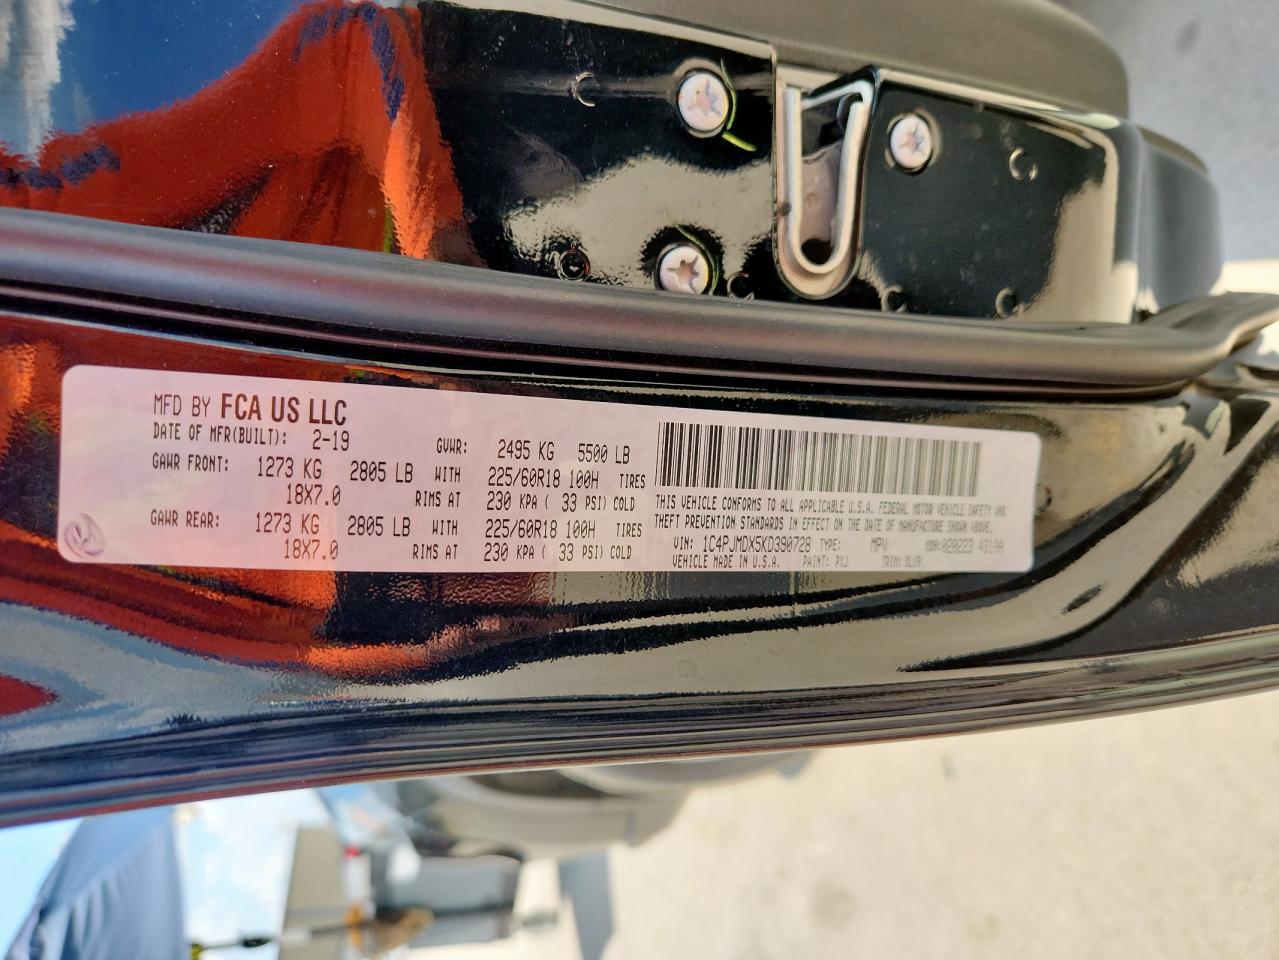 MFD BY FCA US LLC
DATE OF MFR(BUILT): 2-19 GVWR: 2495 KG 5500 LB
GAWR FRONT: 1273 KG 2805 LB WITH 225/60R18 100H TIRES
18X7.0 RIMS AT 230 KPA ( 33 PSI) COLD
GAWR REAR: 1273 KG 2805 LB WITH 225/60R18 100H TIRES
18X7.0 RIMS AT 230 KPA ( 33 PSI) COLD
THIS VEHICLE CONFORMS TO ALL APPLICABLE U.S.A. FEDERAL MOTOR VEHICLE SAFETY AND
THEFT PREVENTION STANDARDS IN EFFECT ON THE DATE OF MANUFACTURE SHOWN ABOVE.
VIN: 1C4PJMDX5KD390728 TYPE: MPV MDH: 020223
VEHICLE MADE IN U.S.A. PAINT: PXJ TRIM: DLX9